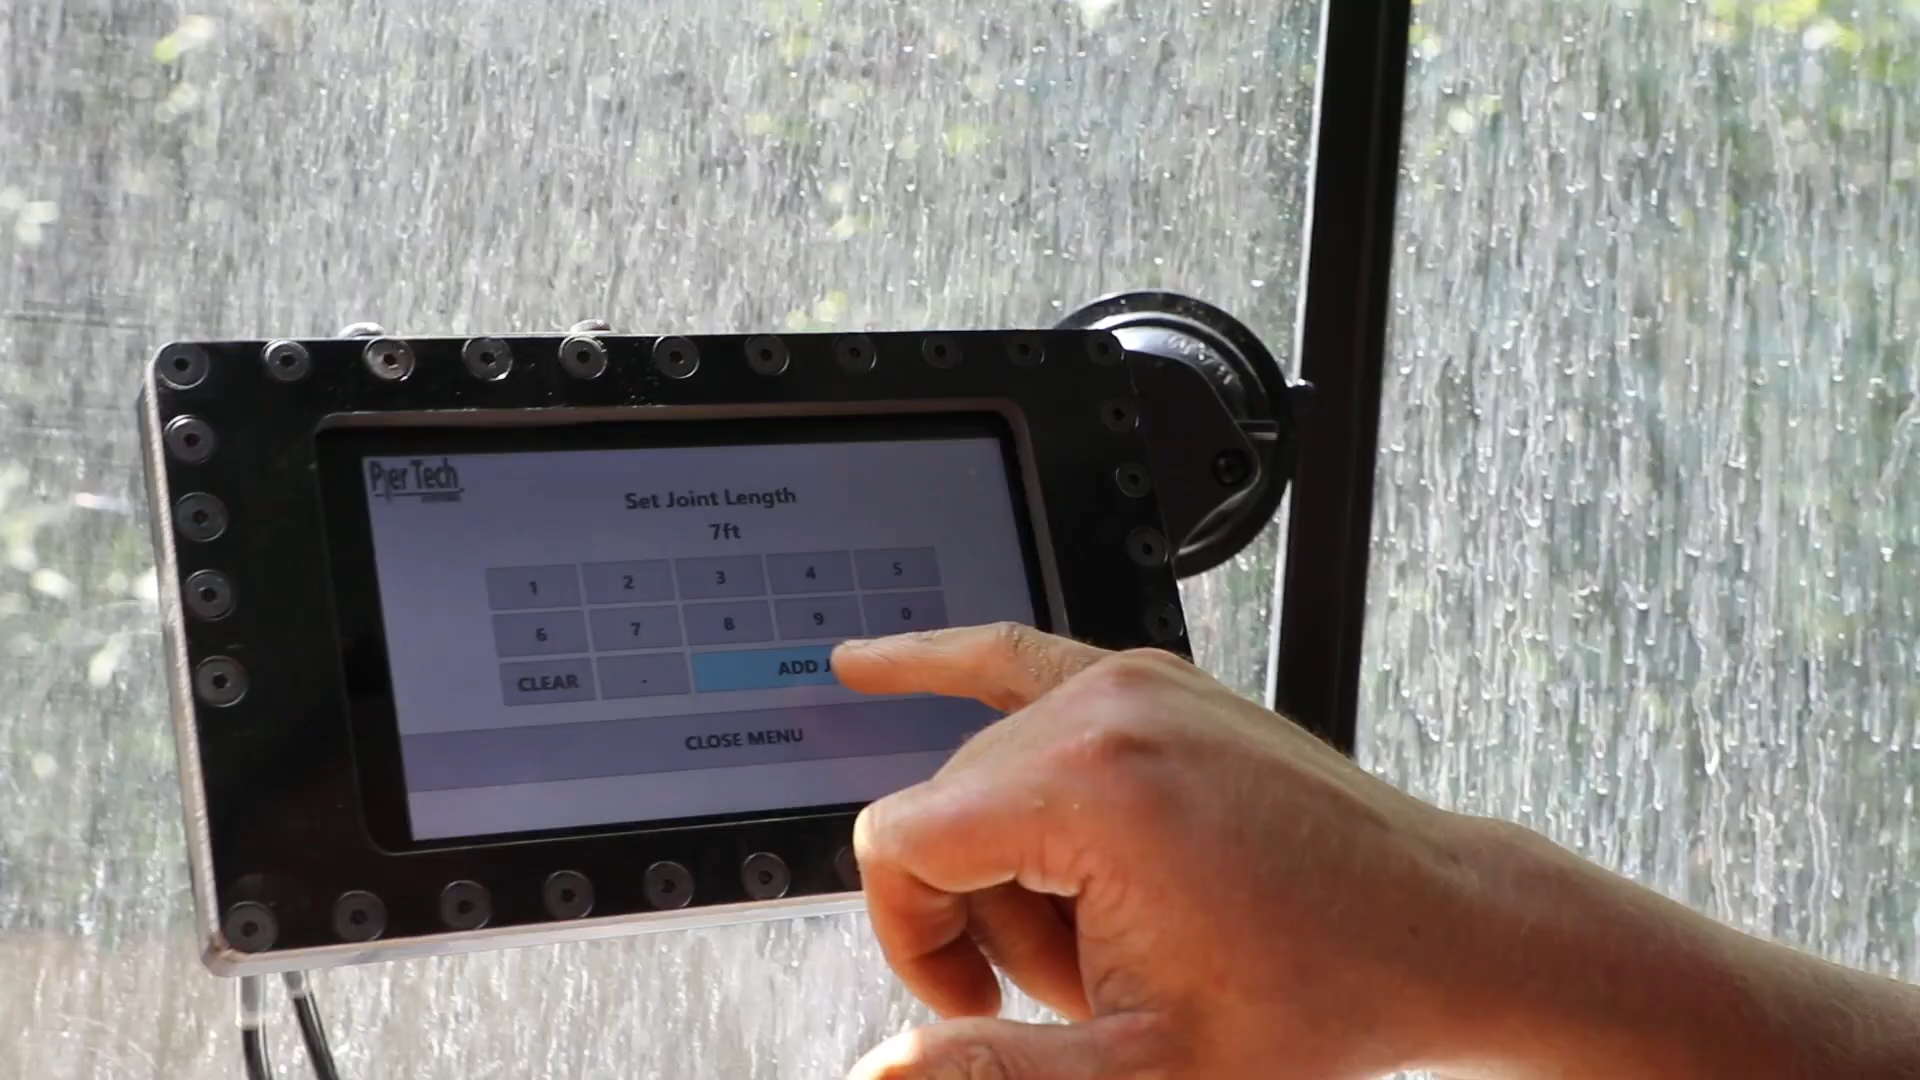 Pier Tech
Set Joint Length
7ft
1 2 3 4 5
6 7 8 9 0
CLEAR . ADD J
CLOSE MENU